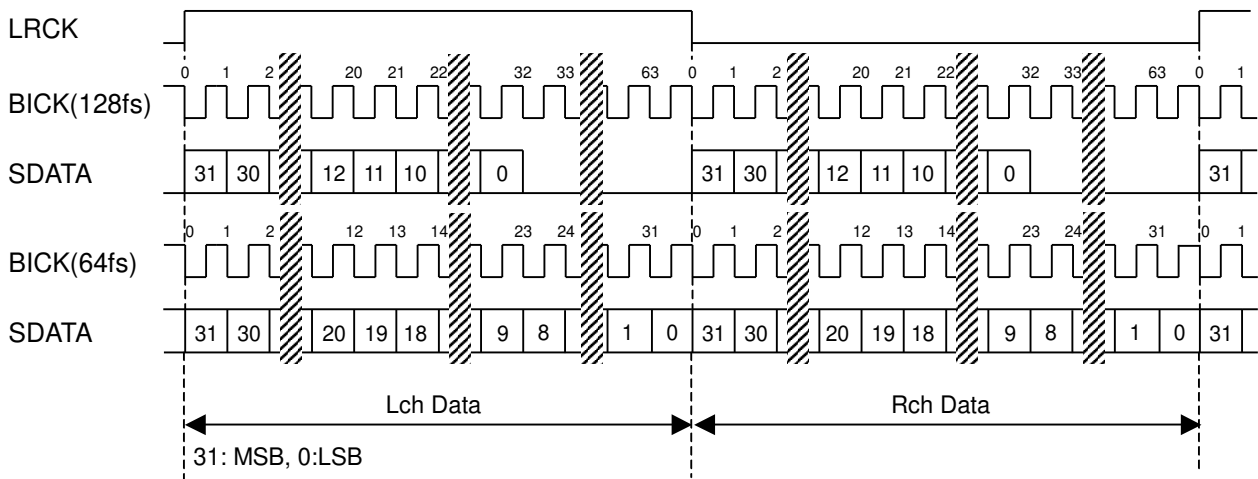 LRCK
0 1 2 20 21 22 32 33 63 0 1 2 20 21 22 32 33 63 0 1
BICK(128fs)
SDATA 31 30 12 11 10 0 31 30 12 11 10 0 31
0 1 2 12 13 14 23 24 31 0 1 2 12 13 14 23 24 31 0 1
BICK(64fs)
SDATA 31 30 20 19 18 9 8 1 0 31 30 20 19 18 9 8 1 0 31
Lch Data Rch Data
31: MSB, 0:LSB